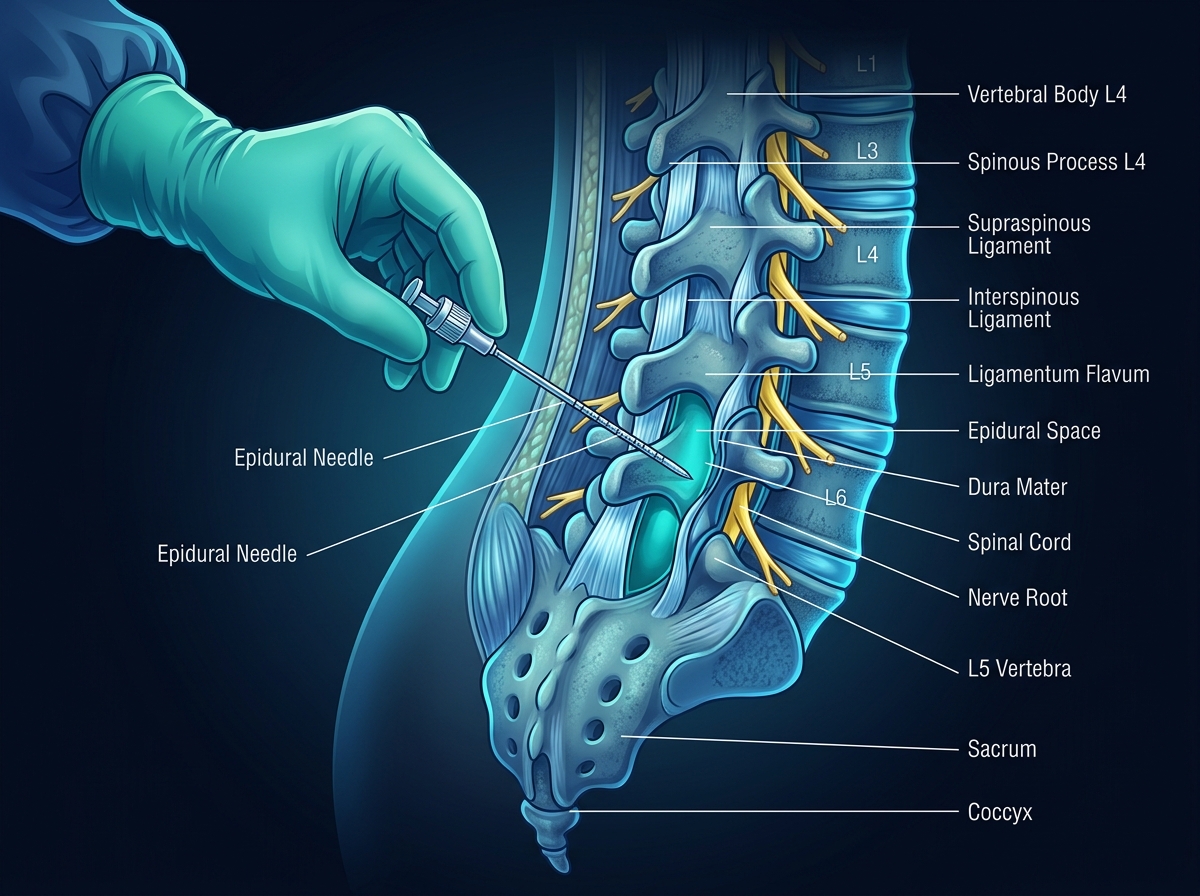 L1
Vertebral Body L4
L3
Spinous Process L4
Supraspinous
Ligament
L4
Interspinous
Ligament
L5
Ligamentum Flavum
Epidural Space
Epidural Needle
Dura Mater
L6
Spinal Cord
Epidural Needle
Nerve Root
L5 Vertebra
Sacrum
Coccyx